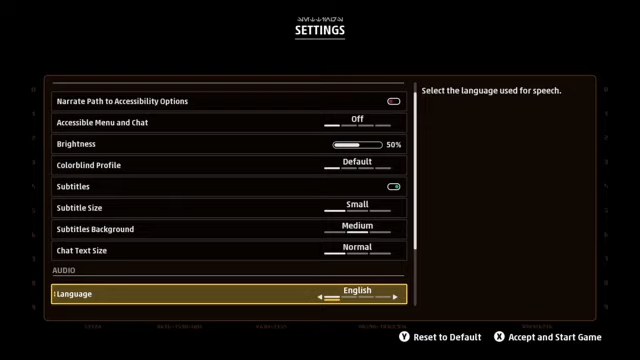 SETTINGS
Narrate Path to Accessibility Options
Accessible Menu and Chat Off
Brightness 50%
Colorblind Profile Default
Subtitles
Subtitle Size Small
Subtitles Background Medium
Chat Text Size Normal
AUDIO
Language English
Select the language used for speech.
Y Reset to Default X Accept and Start Game